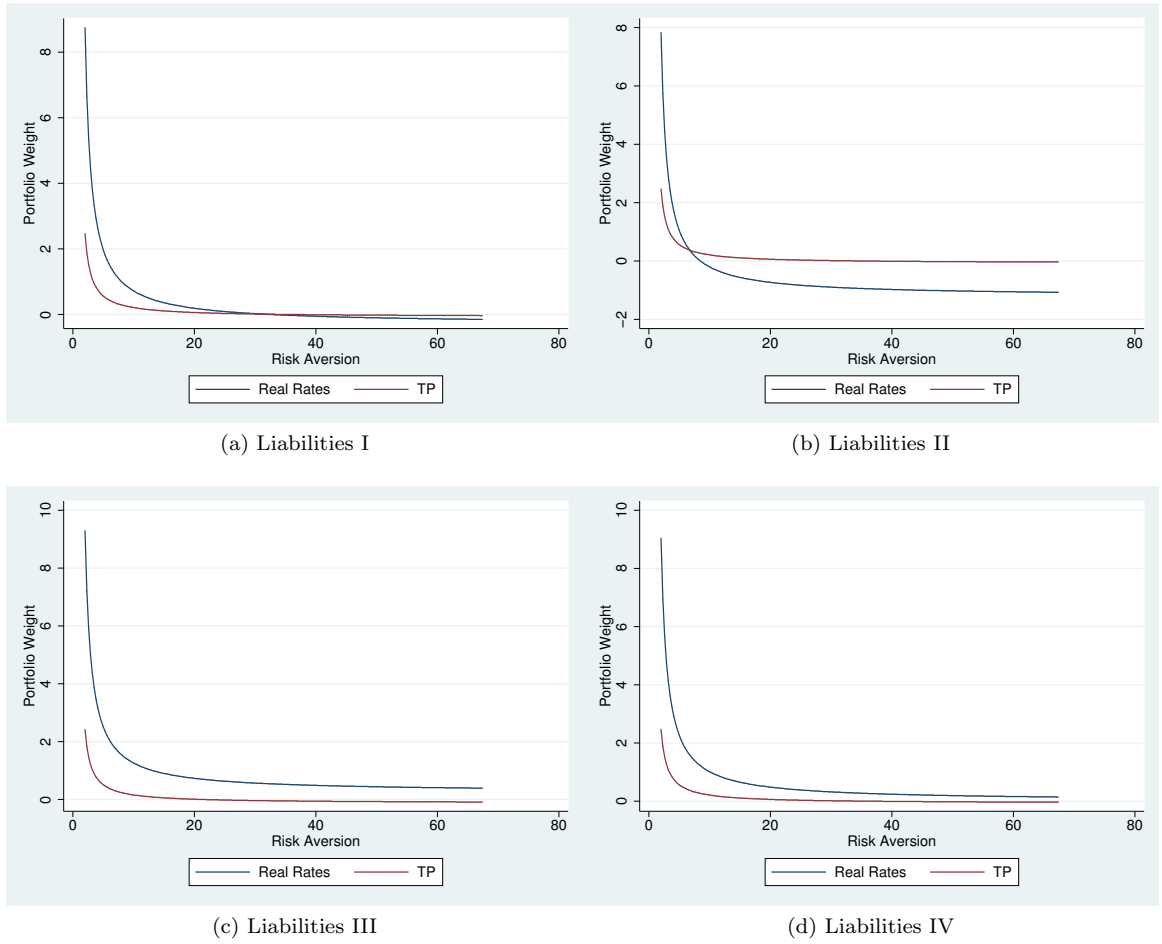 Portfolio Weight
8
6
4
2
0
0
20
40
60
80
Risk Aversion
Real Rates
TP
(a) Liabilities I
Portfolio Weight
8
6
4
2
0
−2
0
20
40
60
80
Risk Aversion
Real Rates
TP
(b) Liabilities II
Portfolio Weight
10
8
6
4
2
0
0
20
40
60
80
Risk Aversion
Real Rates
TP
(c) Liabilities III
Portfolio Weight
10
8
6
4
2
0
0
20
40
60
80
Risk Aversion
Real Rates
TP
(d) Liabilities IV